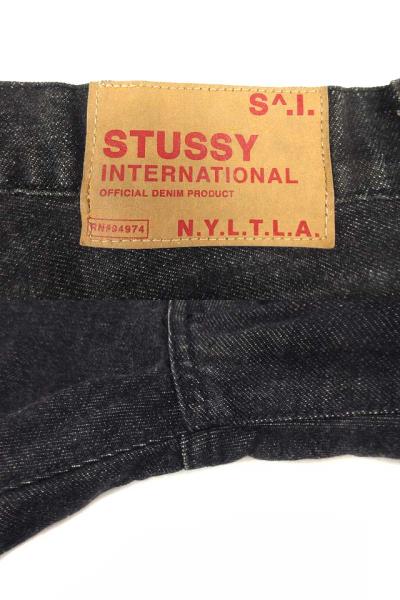 S^.I.
STUSSY
INTERNATIONAL
OFFICIAL DENIM PRODUCT
RN#94974 N.Y.L.T.L.A.